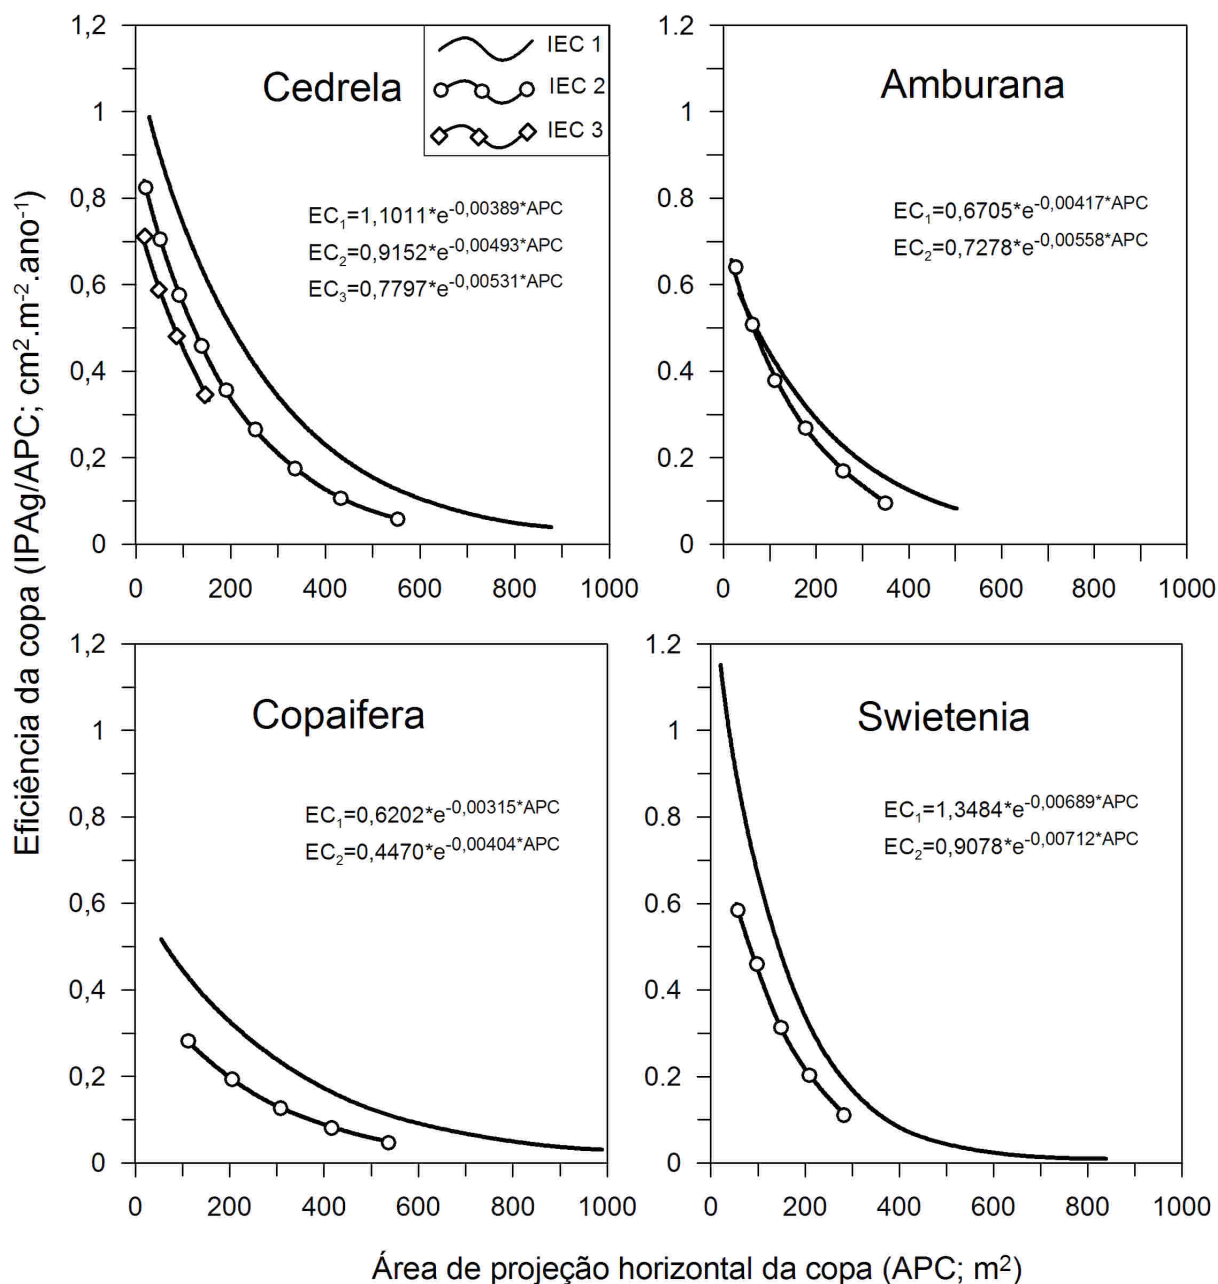 Eficiência da copa (IPAg/APC; cm².m⁻².ano⁻¹)
1,2
1
0,8
0,6
0,4
0,2
0
0 200 400 600 800 1000
Cedrela
IEC 1
IEC 2
IEC 3
EC₁=1,1011*e^-0,00389*APC
EC₂=0,9152*e^-0,00493*APC
EC₃=0,7797*e^-0,00531*APC
1.2
1
0.8
0.6
0.4
0.2
0
0 200 400 600 800 1000
Amburana
EC₁=0,6705*e^-0,00417*APC
EC₂=0,7278*e^-0,00558*APC
1,2
1
0,8
0,6
0,4
0,2
0
0 200 400 600 800 1000
Copaifera
EC₁=0,6202*e^-0,00315*APC
EC₂=0,4470*e^-0,00404*APC
1.2
1
0.8
0.6
0.4
0.2
0
0 200 400 600 800 1000
Swietenia
EC₁=1,3484*e^-0,00689*APC
EC₂=0,9078*e^-0,00712*APC
Área de projeção horizontal da copa (APC; m²)